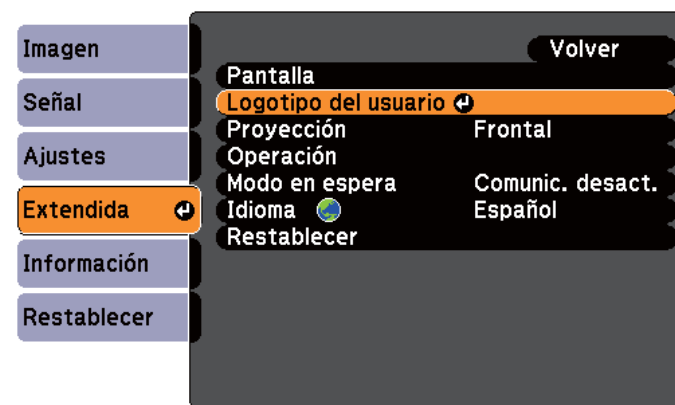 Imagen
Señal
Ajustes
Extendida
Información
Restablecer
Volver
Pantalla
Logotipo del usuario
Proyección Frontal
Operación
Modo en espera Comunic. desact.
Idioma Español
Restablecer